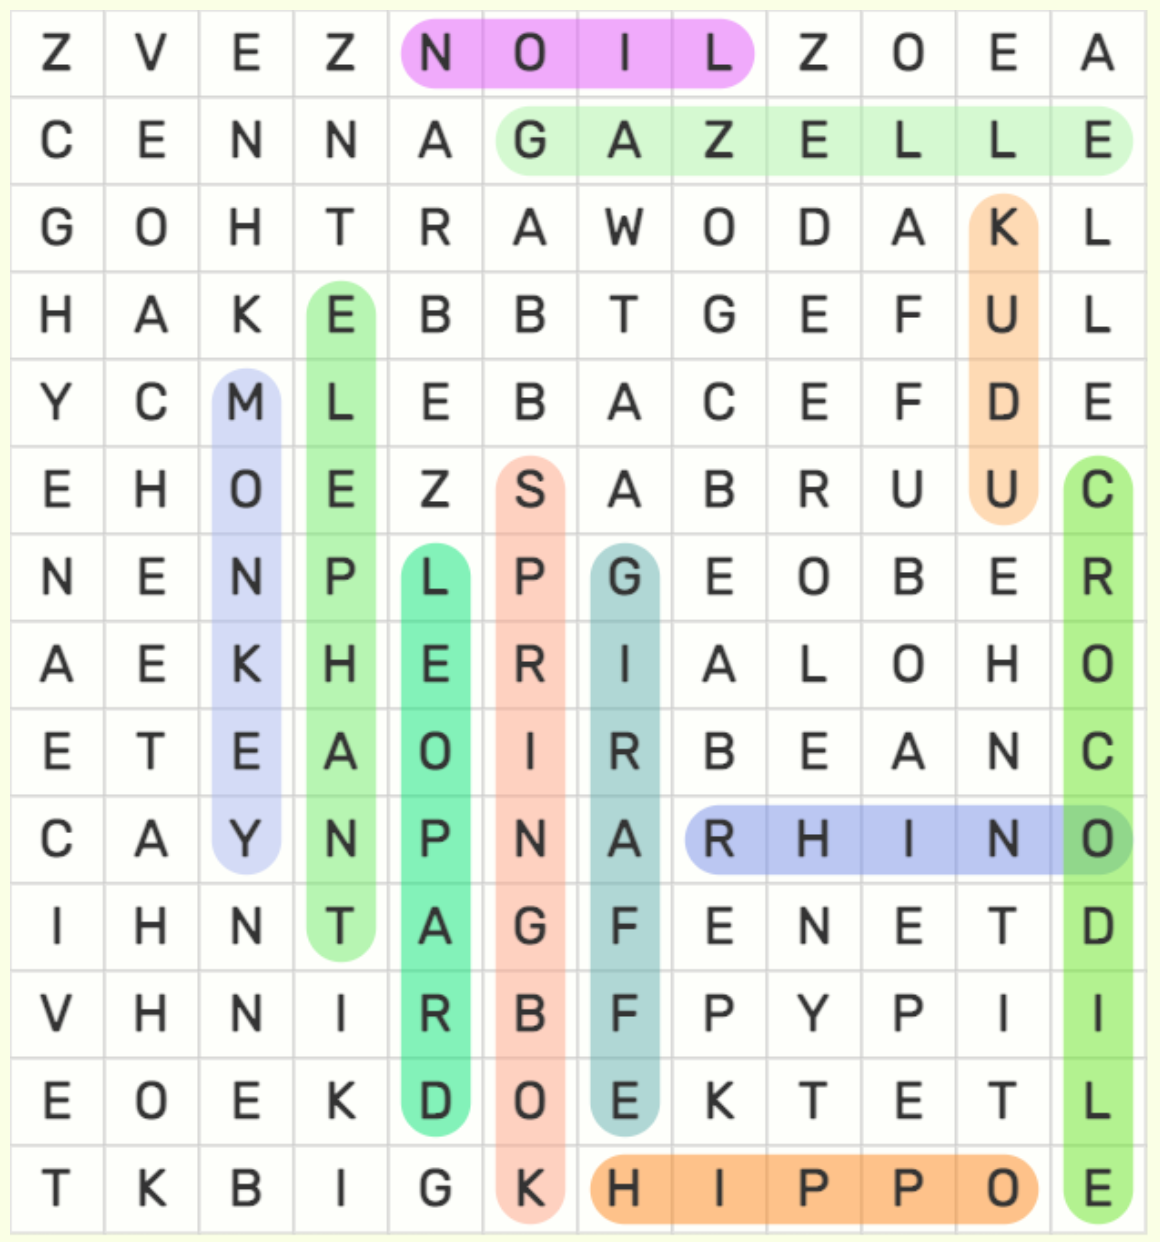 Z V E Z N O I L Z O E A
C E N N A G A Z E L L E
G O H T R A W O D A K L
H A K E B B T G E F U L
Y C M L E B A C E F D E
E H O E Z S A B R U U C
N E N P L P G E O B E R
A E K H E R I A L O H O
E T E A O I R B E A N C
C A Y N P N A R H I N O
I H N T A G F E N E T D
V H N I R B F P Y P I I
E O E K D O E K T E T L
T K B I G K H I P P O E